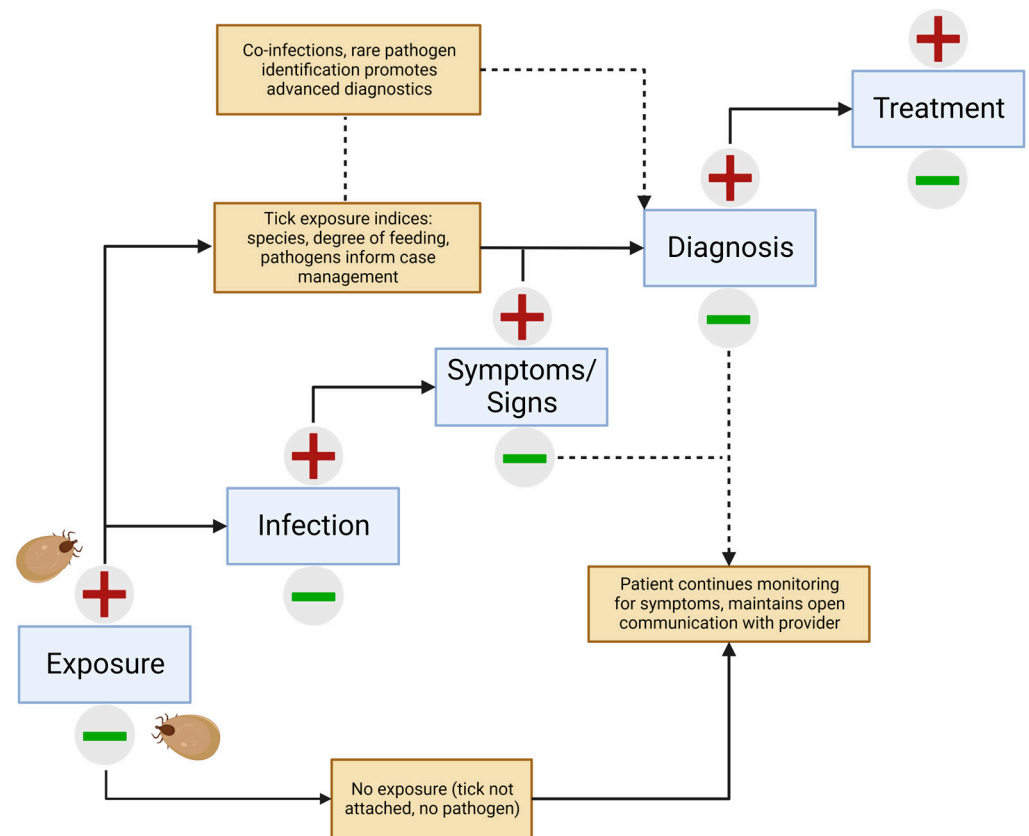 Co-infections, rare pathogen
identification promotes
advanced diagnostics
Treatment
Tick exposure indices:
species, degree of feeding,
pathogens inform case
management
Diagnosis
Symptoms/
Signs
Infection
Patient continues monitoring
for symptoms, maintains open
communication with provider
Exposure
No exposure (tick not
attached, no pathogen)